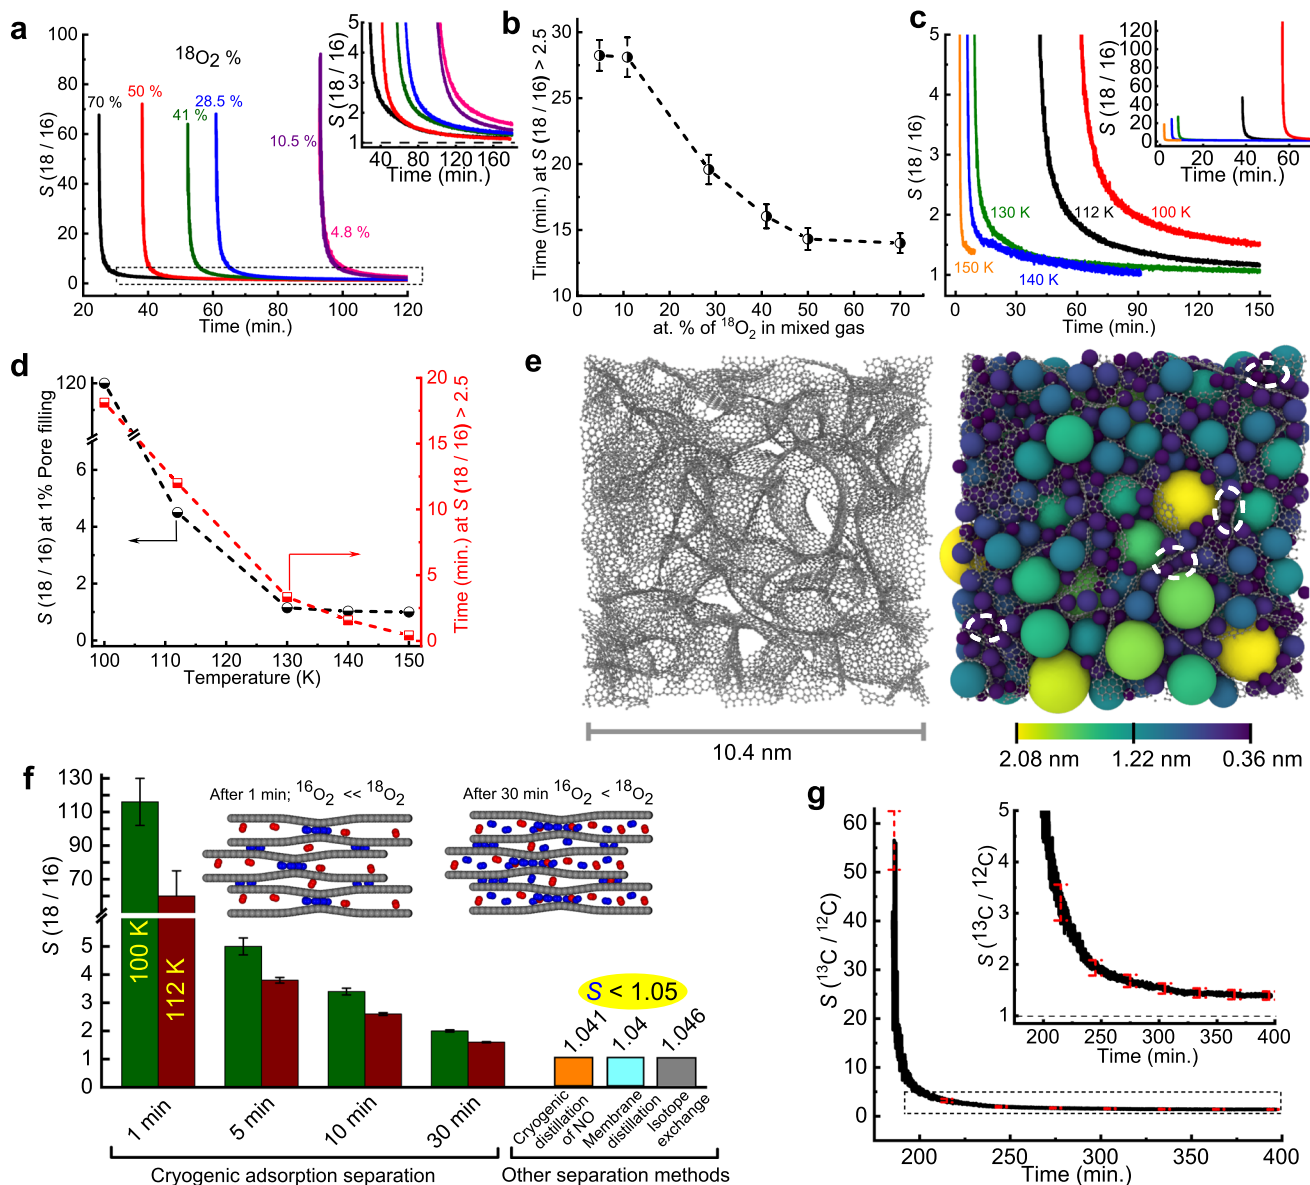 a
S (18 / 16)
100
80
60
40
20
0
20
40
60
80
100
120
Time (min.)
18O2 %
70 %
50 %
41 %
28.5 %
10.5 %
4.8 %
S (18 / 16)
5
4
3
2
1
40
80
120
160
Time (min.)
b
Time (min.) at S (18 / 16) > 2.5
30
25
20
15
10
0
10
20
30
40
50
60
70
at. % of 18O2 in mixed gas
c
S (18 / 16)
5
4
3
2
1
0
30
60
90
120
150
Time (min.)
130 K
112 K
100 K
150 K
140 K
S (18 / 16)
120
100
80
60
40
20
0
0
20
40
60
Time (min.)
d
S (18 / 16) at 1% Pore filling
120
6
4
2
0
100
110
120
130
140
150
Temperature (K)
20
15
10
5
0
Time (min.) at S (18 / 16) > 2.5
e
10.4 nm
2.08 nm
1.22 nm
0.36 nm
f
S (18 / 16)
130
110
90
70
5
4
3
2
1
0
After 1 min; 16O2 << 18O2
After 30 min 16O2 < 18O2
100 K
112 K
S < 1.05
1.041
1.04
1.046
1 min
5 min
10 min
30 min
Cryogenic
distillation
of NO
Membrane
distillation
Isotope
exchange
Cryogenic adsorption separation
Other separation methods
g
S (13C / 12C)
60
50
40
30
20
10
0
200
250
300
350
400
Time (min.)
S (13C / 12C)
5
4
3
2
1
200
250
300
350
400
Time (min.)